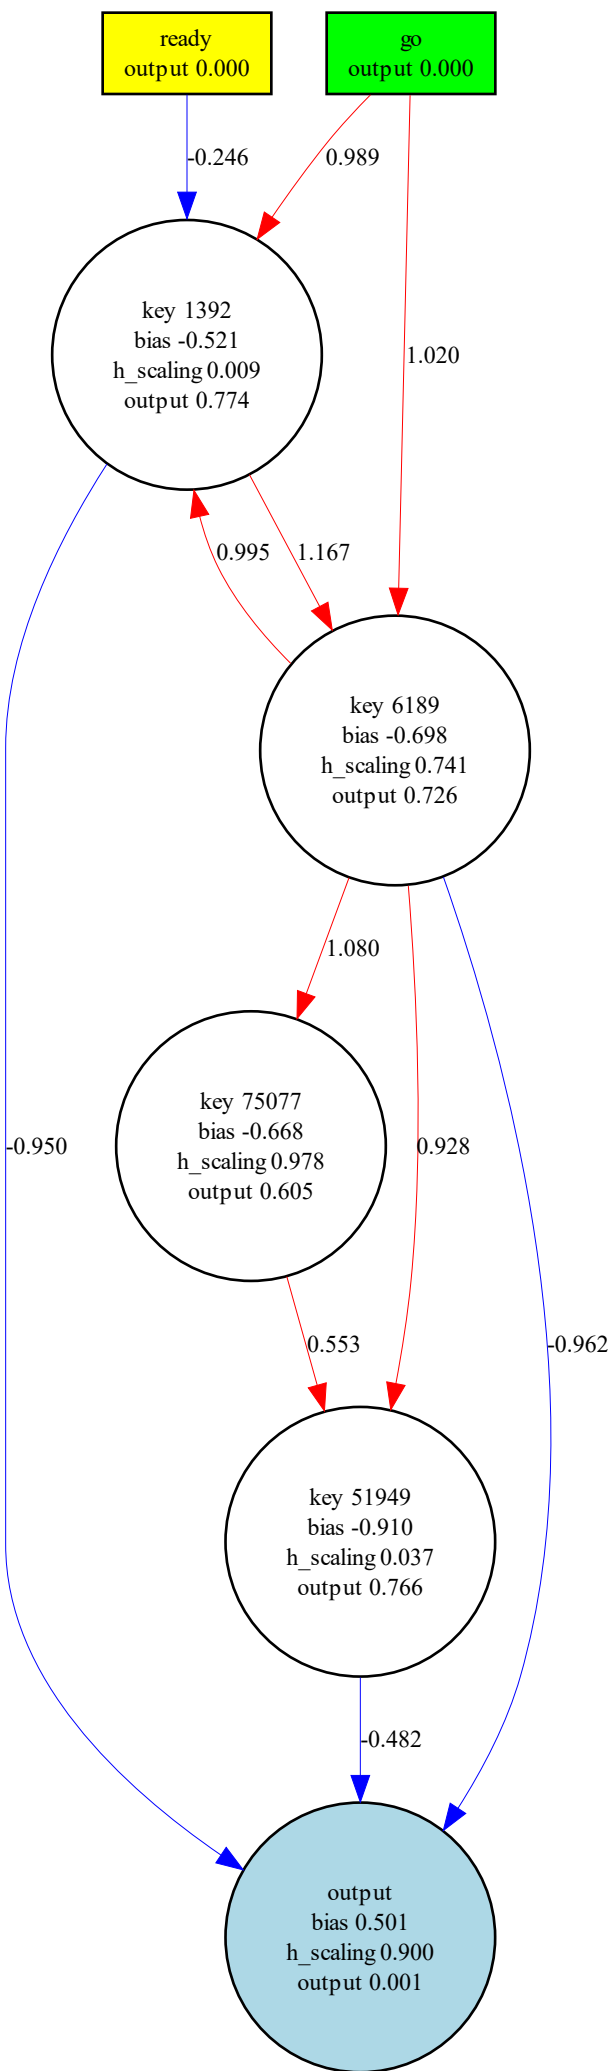 ready
output 0.000
go
output 0.000
-0.246
0.989
key 1392
bias -0.521
h_scaling 0.009
output 0.774
1.020
0.995
1.167
key 6189
bias -0.698
h_scaling 0.741
output 0.726
1.080
key 75077
bias -0.668
h_scaling 0.978
output 0.605
-0.950
0.928
0.553
-0.962
key 51949
bias -0.910
h_scaling 0.037
output 0.766
-0.482
output
bias 0.501
h_scaling 0.900
output 0.001